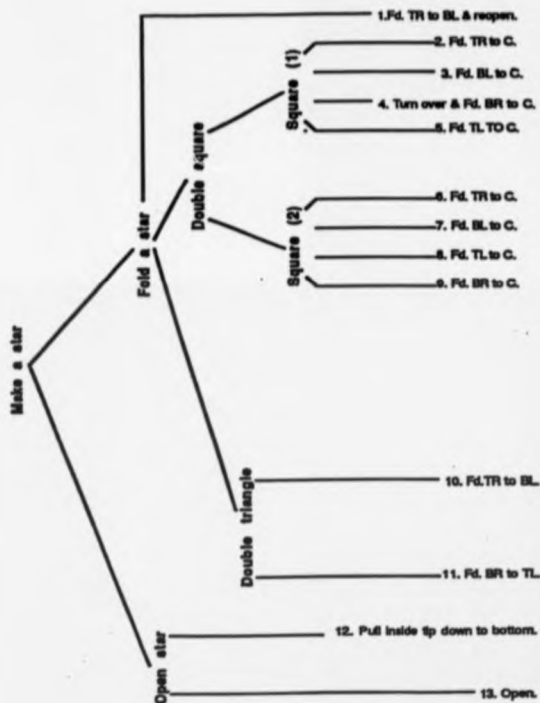 1.Fd. TR to BL & reopen.
2. Fd. TR to C.
3. Fd. BL to C.
4. Turn over & Fd. BR to C.
5. Fd. TL TO C.
6. Fd. TR to C.
7. Fd. BL to C.
8. Fd. TL to C.
9. Fd. BR to C.
10. Fd.TR to BL.
11. Fd. BR to TL.
12. Pull inside tip down to bottom.
13. Open.
Make a star
Fold a star
Open star
Double square
Double triangle
Square (1)
Square (2)